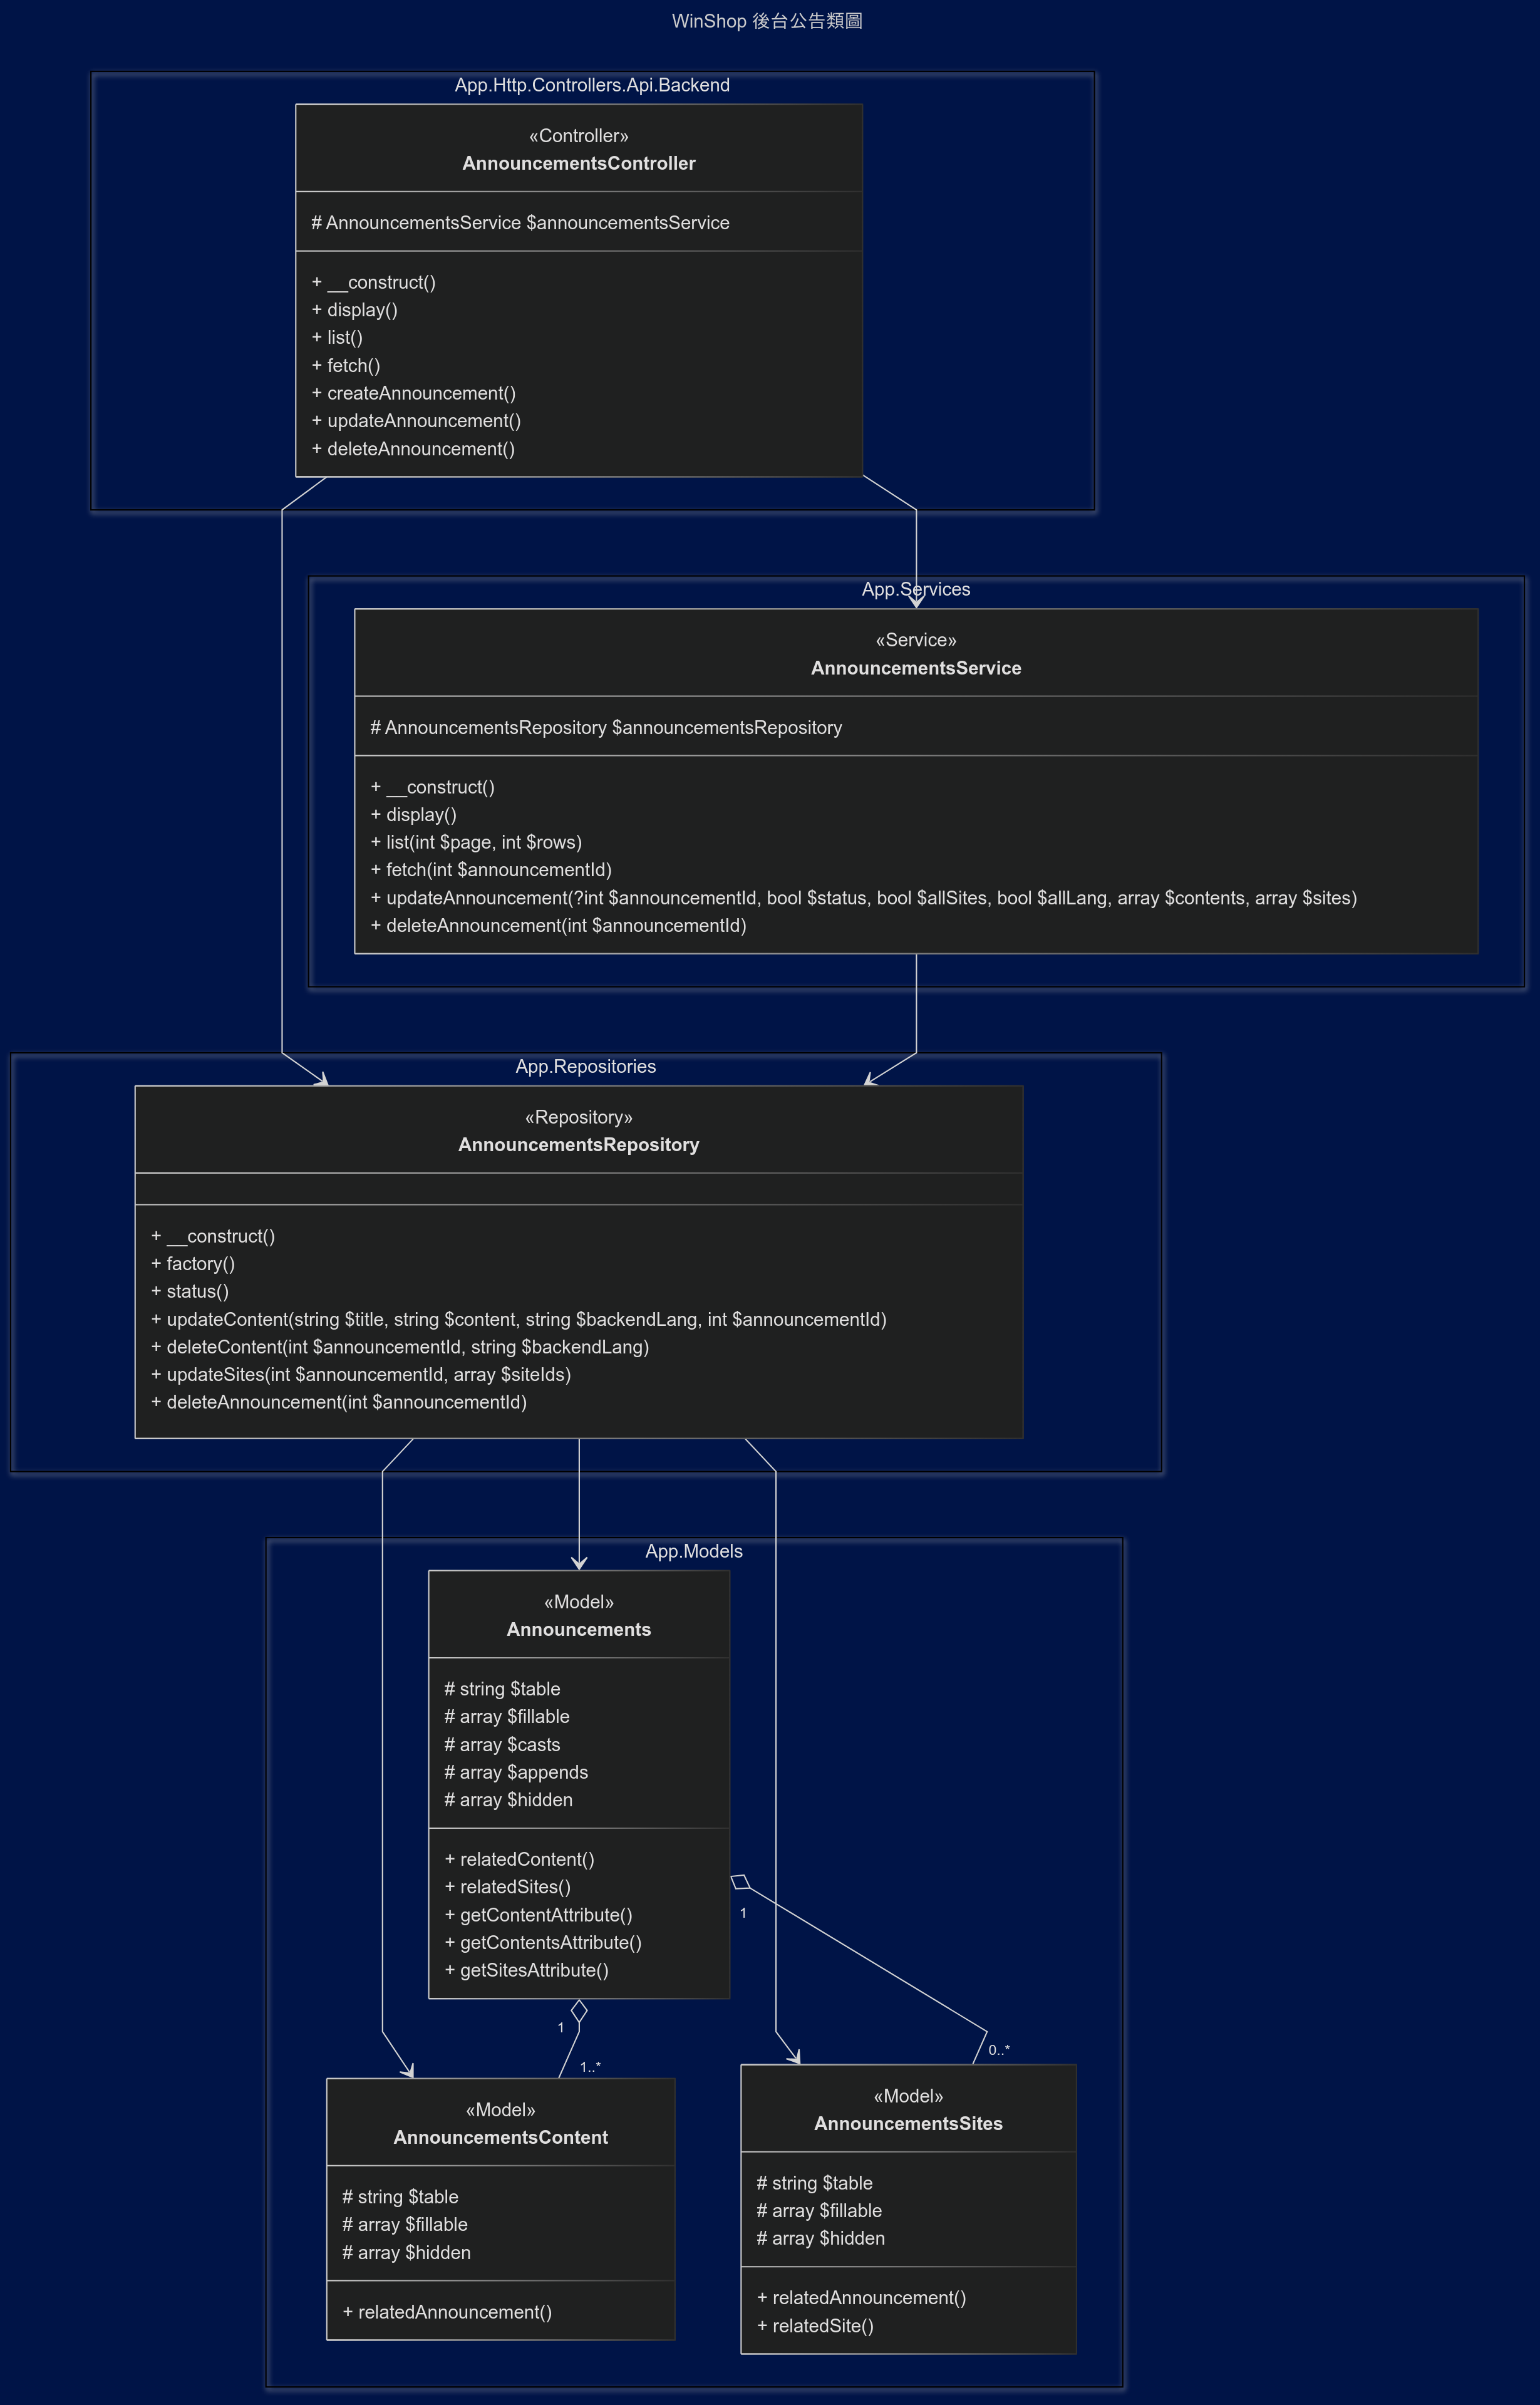 WinShop 後台公告類圖
App.Http.Controllers.Api.Backend
«Controller»
AnnouncementsController
# AnnouncementsService $announcementsService
+ __construct()
+ display()
+ list()
+ fetch()
+ createAnnouncement()
+ updateAnnouncement()
+ deleteAnnouncement()
App.Services
«Service»
AnnouncementsService
# AnnouncementsRepository $announcementsRepository
+ __construct()
+ display()
+ list(int $page, int $rows)
+ fetch(int $announcementId)
+ updateAnnouncement(?int $announcementId, bool $status, bool $allSites, bool $allLang, array $contents, array $sites)
+ deleteAnnouncement(int $announcementId)
App.Repositories
«Repository»
AnnouncementsRepository
+ __construct()
+ factory()
+ status()
+ updateContent(string $title, string $content, string $backendLang, int $announcementId)
+ deleteContent(int $announcementId, string $backendLang)
+ updateSites(int $announcementId, array $siteIds)
+ deleteAnnouncement(int $announcementId)
App.Models
«Model»
Announcements
# string $table
# array $fillable
# array $casts
# array $appends
# array $hidden
+ relatedContent()
+ relatedSites()
+ getContentAttribute()
+ getContentsAttribute()
+ getSitesAttribute()
1
1
0..*
1..*
«Model»
AnnouncementsContent
# string $table
# array $fillable
# array $hidden
+ relatedAnnouncement()
«Model»
AnnouncementsSites
# string $table
# array $fillable
# array $hidden
+ relatedAnnouncement()
+ relatedSite()